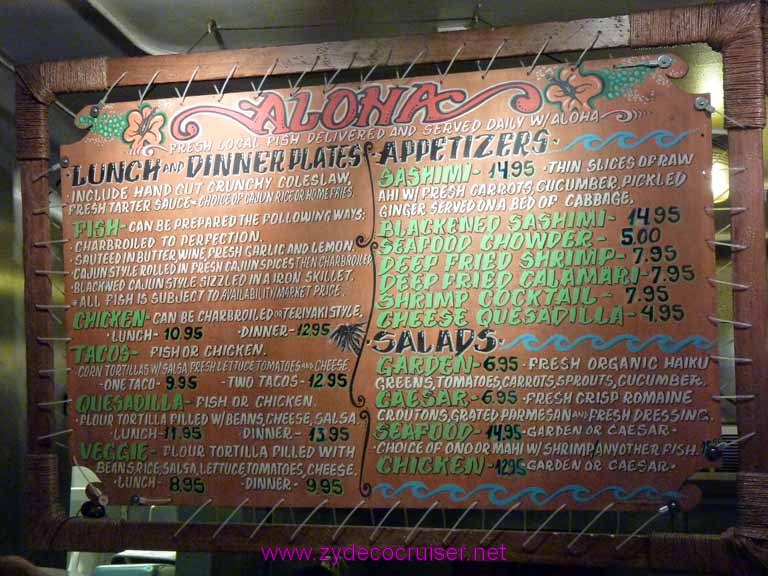 ALOHA
FRESH LOCAL FISH DELIVERED AND SERVED DAILY W/ALOHA
LUNCH AND DINNER PLATES
• INCLUDE HAND CUT CRUNCHY COLESLAW,
FRESH TARTER SAUCE • CHOICE OF CAJUN RICE OR HOME FRIES
FISH - CAN BE PREPARED THE FOLLOWING WAYS;
• CHARBROILED TO PERFECTION.
• SAUTEED IN BUTTER, WINE, FRESH GARLIC AND LEMON.
• CAJUN STYLE ROLLED IN FRESH CAJUN SPICES THEN CHARBROILED
• BLACKNED CAJUN STYLE SIZZLED IN A IRON SKILLET.
* ALL FISH IS SUBJECT TO AVAILABILITY/MARKET PRICE.
CHICKEN - CAN BE CHARBROILED OR TERIYAKI STYLE.
• LUNCH - 10.95 • DINNER - 12.95
TACOS - FISH OR CHICKEN.
CORN TORTILLAS W/SALSA FRESH LETTUCE TOMATOES AND CHEESE
• ONE TACO - 9.95 • TWO TACOS - 12.95
QUESADILLA - FISH OR CHICKEN.
FLOUR TORTILLA FILLED W/BEANS, CHEESE, SALSA.
• LUNCH - 11.95 • DINNER - 13.95
VEGGIE - FLOUR TORTILLA FILLED WITH
BEANS, RICE, SALSA, LETTUCE, TOMATOES, CHEESE.
• LUNCH - 8.95 • DINNER - 9.95
APPETIZERS
SASHIMI - 14.95 • THIN SLICES OF RAW
AHI W/FRESH CARROTS, CUCUMBER, PICKLED
GINGER SERVED ON A BED OF CABBAGE.
BLACKENED SASHIMI - 14.95
SEAFOOD CHOWDER - 5.00
DEEP FRIED SHRIMP - 7.95
DEEP FRIED CALAMARI - 7.95
SHRIMP COCKTAIL - 7.95
CHEESE QUESADILLA - 4.95
• SALADS •
GARDEN - 6.95 • FRESH ORGANIC HAIKU
GREENS, TOMATOES, CARROTS, SPROUTS, CUCUMBER.
CAESAR - 6.95 • FRESH CRISP ROMAINE
CROUTONS, GRATED PARMESAN AND FRESH DRESSING.
SEAFOOD - 14.95 • GARDEN OR CAESAR •
CHOICE OF ONO OR MAHI W/SHRIMP, ANY OTHER FISH.
CHICKEN - 12.95 GARDEN OR CAESAR •
www.zydecocruiser.net